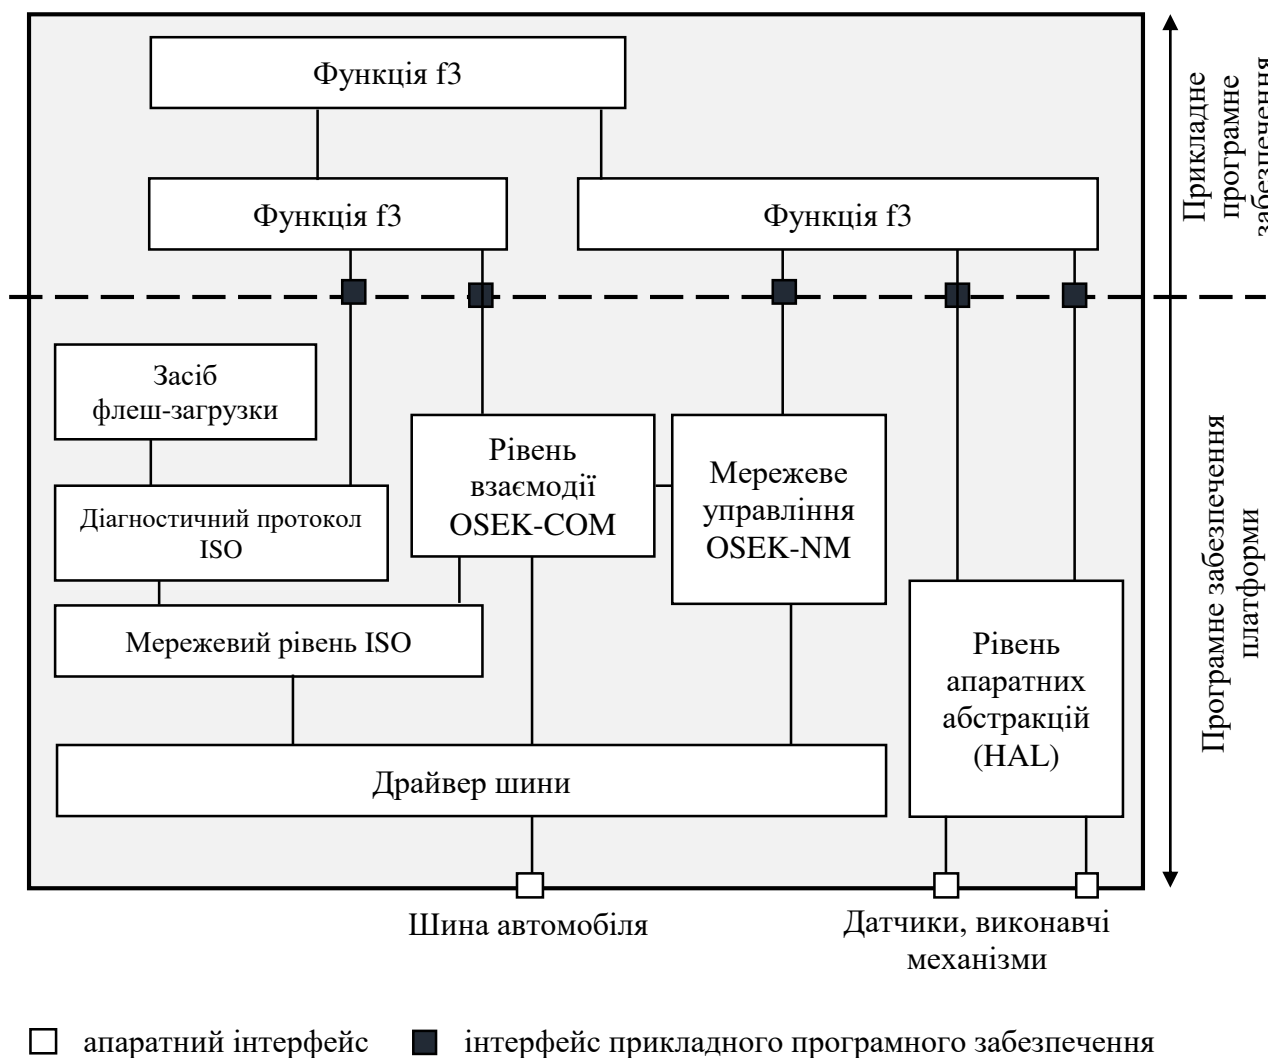 Функція f3
Функція f3
Функція f3
Прикладне
програмне
забезпечення
Засіб
флеш-загрузки
Діагностичний протокол
ISO
Мережевий рівень ISO
Рівень
взаємодії
OSEK-COM
Мережеве
управління
OSEK-NM
Рівень
апаратних
абстракцій
(HAL)
Драйвер шини
Програмне забезпечення
платформи
Шина автомобіля
Датчики, виконавчі
механізми
апаратний інтерфейс
інтерфейс прикладного програмного забезпечення